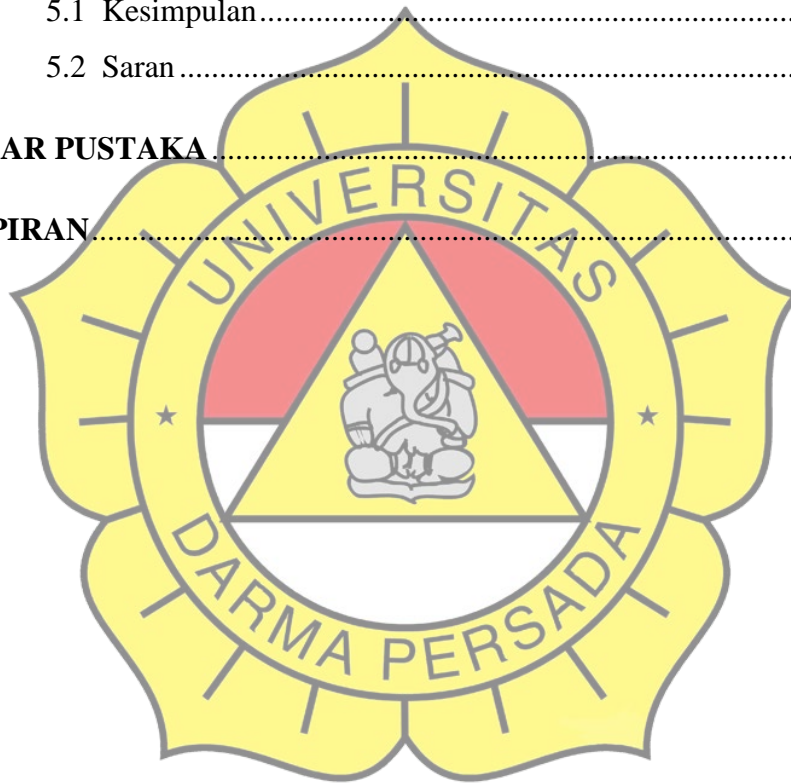 5.1 Kesimpulan
5.2 Saran
AR PUSTAKA
PIRAN
UNIVERSITAS
DARMA PERSADA